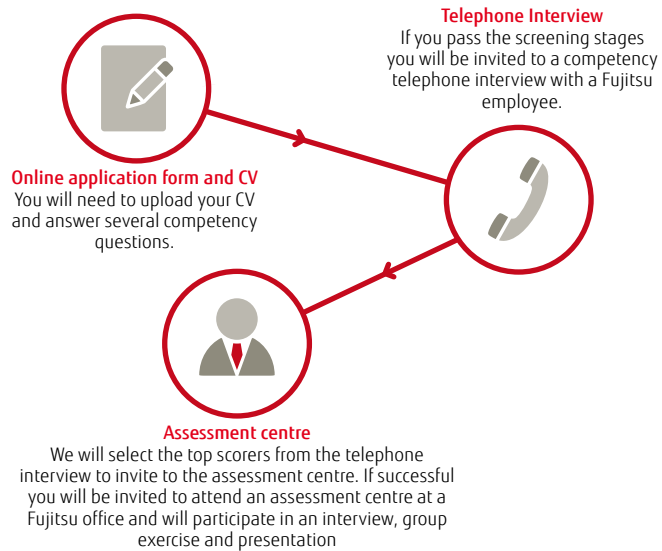 Telephone Interview
If you pass the screening stages
you will be invited to a competency
telephone interview with a Fujitsu
employee.
Online application form and CV
You will need to upload your CV
and answer several competency
questions.
Assessment centre
We will select the top scorers from the telephone
interview to invite to the assessment centre. If successful
you will be invited to attend an assessment centre at a
Fujitsu office and will participate in an interview, group
exercise and presentation